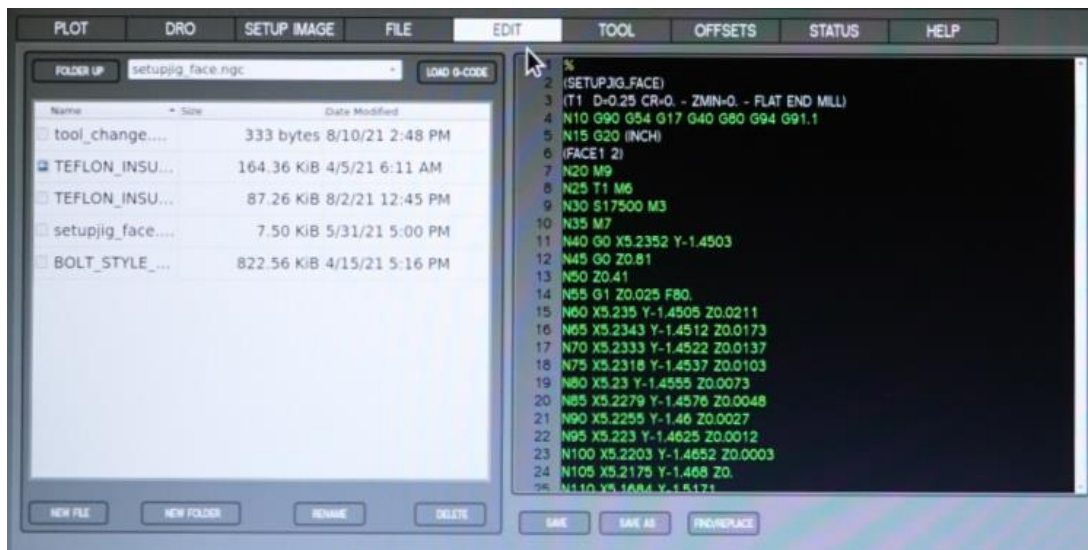 PLOT DRO SETUP IMAGE FILE EDIT TOOL OFFSETS STATUS HELP
FOLDER UP setupjig_face.ngc LOAD G-CODE
Name Size Date Modified
tool_change.... 333 bytes 8/10/21 2:48 PM
TEFLON_INSU... 164.36 KiB 4/5/21 6:11 AM
TEFLON_INSU... 87.26 KiB 8/2/21 12:45 PM
setupjig_face.... 7.50 KiB 5/31/21 5:00 PM
BOLT_STYLE_... 822.56 KiB 4/15/21 5:16 PM
NEW FILE NEW FOLDER RENAME DELETE
1 %
2 (SETUPJIG_FACE)
3 (T1 D=0.25 CR=0. - ZMIN=0. - FLAT END MILL)
4 N10 G90 G54 G17 G40 G80 G94 G91.1
5 N15 G20 (INCH)
6 (FACE1 2)
7 N20 M9
8 N25 T1 M6
9 N30 S17500 M3
10 N35 M7
11 N40 G0 X5.2352 Y-1.4503
12 N45 G0 Z0.81
13 N50 Z0.41
14 N55 G1 Z0.025 F80.
15 N60 X5.235 Y-1.4505 Z0.0211
16 N65 X5.2343 Y-1.4512 Z0.0173
17 N70 X5.2333 Y-1.4522 Z0.0137
18 N75 X5.2318 Y-1.4537 Z0.0103
19 N80 X5.23 Y-1.4555 Z0.0073
20 N85 X5.2279 Y-1.4576 Z0.0048
21 N90 X5.2255 Y-1.46 Z0.0027
22 N95 X5.223 Y-1.4625 Z0.0012
23 N100 X5.2203 Y-1.4652 Z0.0003
24 N105 X5.2175 Y-1.468 Z0.
25 N110 X5.1684 Y-1.5171
SAVE SAVE AS FIND/REPLACE